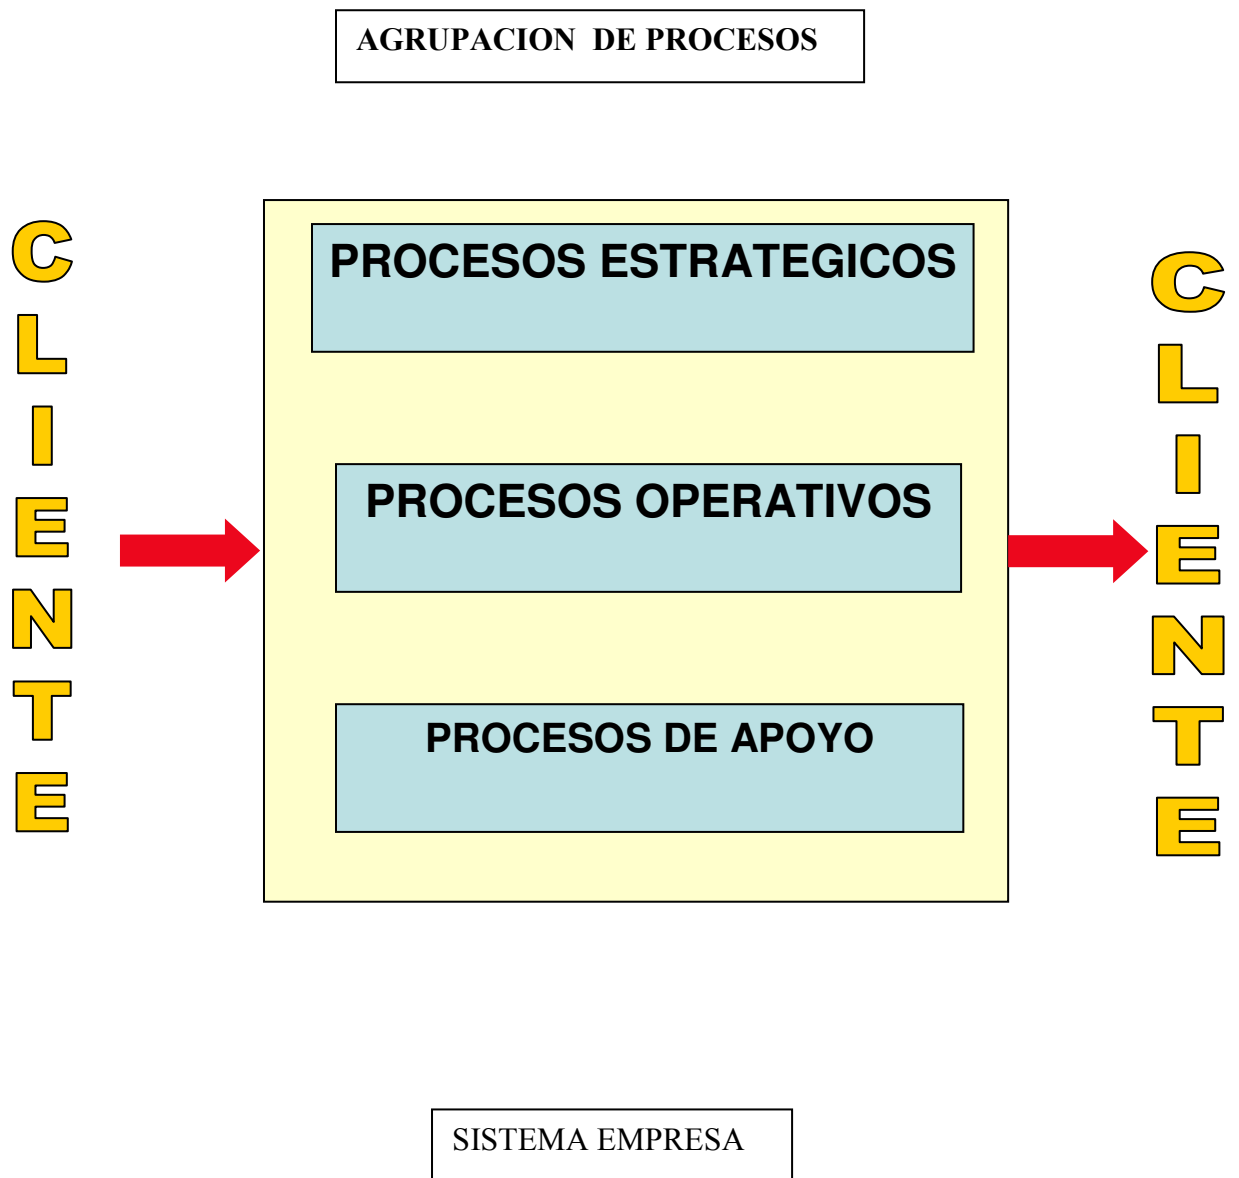 AGRUPACION DE PROCESOS
CLIENTE
PROCESOS ESTRATEGICOS
PROCESOS OPERATIVOS
PROCESOS DE APOYO
CLIENTE
SISTEMA EMPRESA